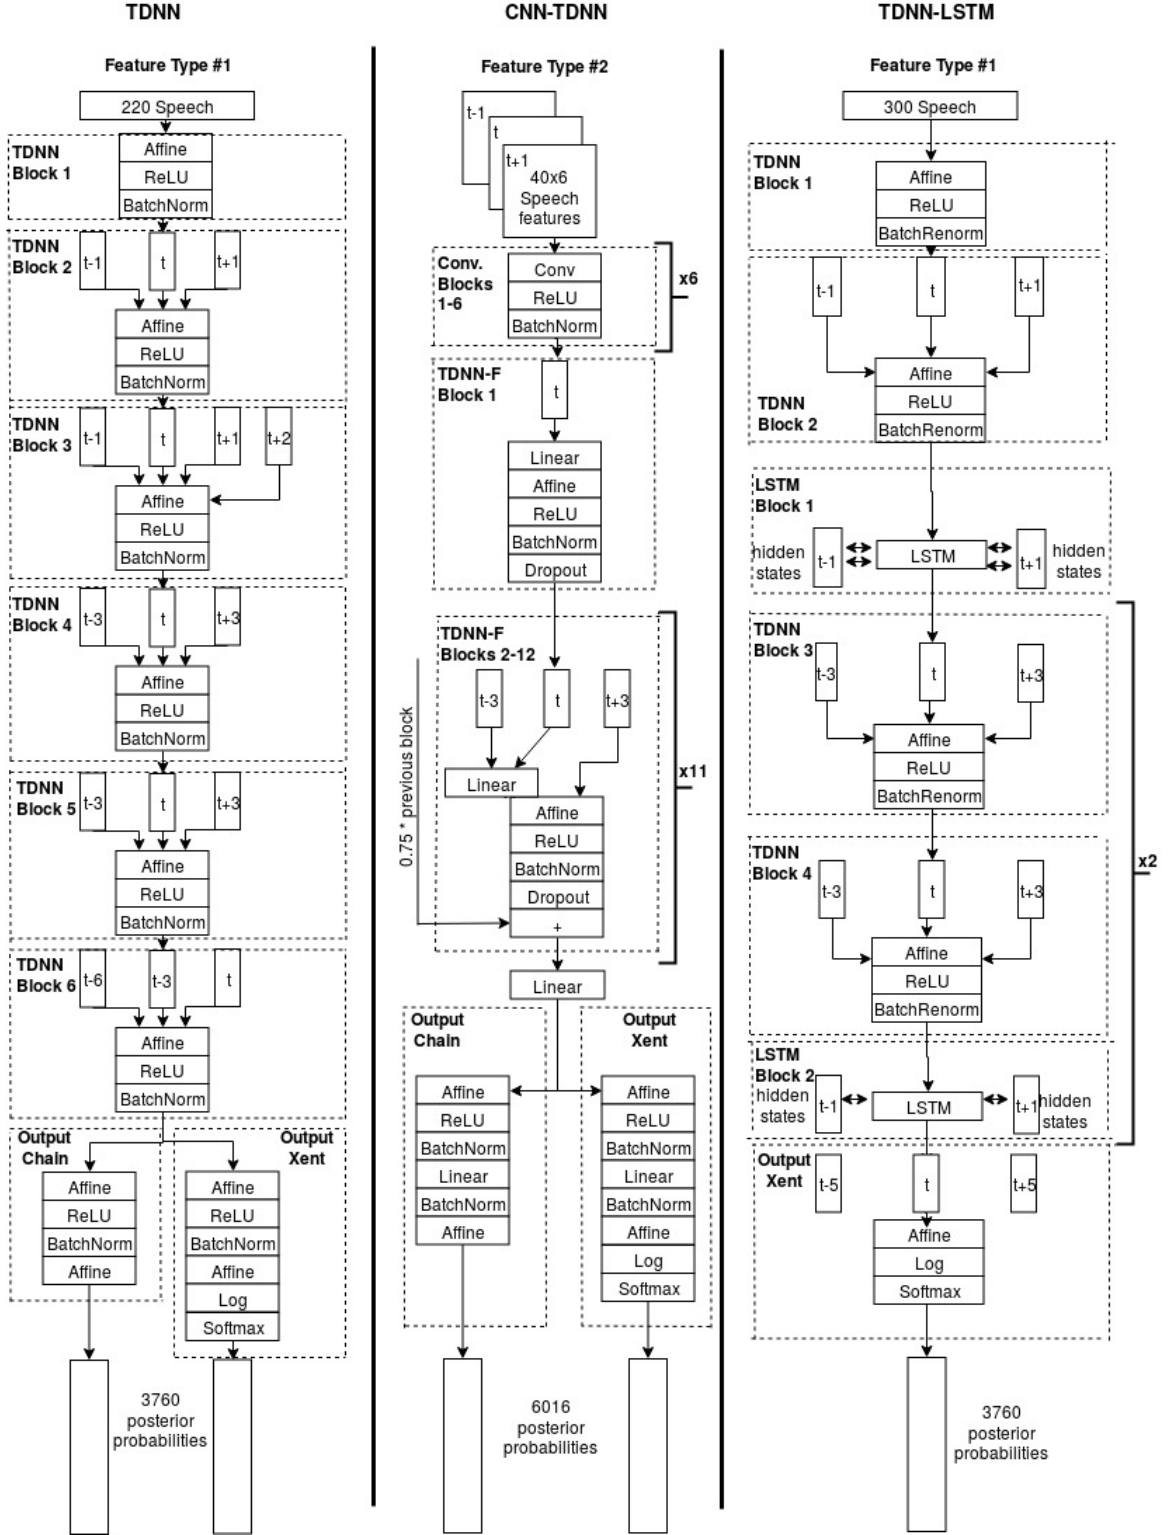 TDNN
Feature Type #1
220 Speech
TDNN
Block 1
Affine
ReLU
BatchNorm
TDNN
Block 2
t-1
t
t+1
Affine
ReLU
BatchNorm
TDNN
Block 3
t-1
t
t+1
t+2
Affine
ReLU
BatchNorm
TDNN
Block 4
t-3
t
t+3
Affine
ReLU
BatchNorm
TDNN
Block 5
t-3
t
t+3
Affine
ReLU
BatchNorm
TDNN
Block 6
t-6
t-3
t
Affine
ReLU
BatchNorm
Output
Chain
Affine
ReLU
BatchNorm
Affine
Output
Xent
Affine
ReLU
BatchNorm
Affine
Log
Softmax
3760
posterior
probabilities
CNN-TDNN
Feature Type #2
t-1
t
t+1
40x6
Speech
features
Conv.
Blocks
1-6
Conv
ReLU
BatchNorm
x6
TDNN-F
Block 1
t
Linear
Affine
ReLU
BatchNorm
Dropout
TDNN-F
Blocks 2-12
t-3
t
t+3
Linear
Affine
ReLU
BatchNorm
Dropout
+
0.75 * previous block
x11
Linear
Output
Chain
Affine
ReLU
BatchNorm
Linear
BatchNorm
Affine
Output
Xent
Affine
ReLU
BatchNorm
Linear
BatchNorm
Affine
Log
Softmax
6016
posterior
probabilities
TDNN-LSTM
Feature Type #1
300 Speech
TDNN
Block 1
Affine
ReLU
BatchRenorm
t-1
t
t+1
TDNN
Block 2
Affine
ReLU
BatchRenorm
LSTM
Block 1
hidden
states
t-1
LSTM
t+1
hidden
states
TDNN
Block 3
t-3
t
t+3
Affine
ReLU
BatchRenorm
TDNN
Block 4
t-3
t
t+3
Affine
ReLU
BatchRenorm
x2
LSTM
Block 2
hidden
states
t-1
LSTM
t+1
hidden
states
Output
Xent
t-5
t
t+5
Affine
Log
Softmax
3760
posterior
probabilities